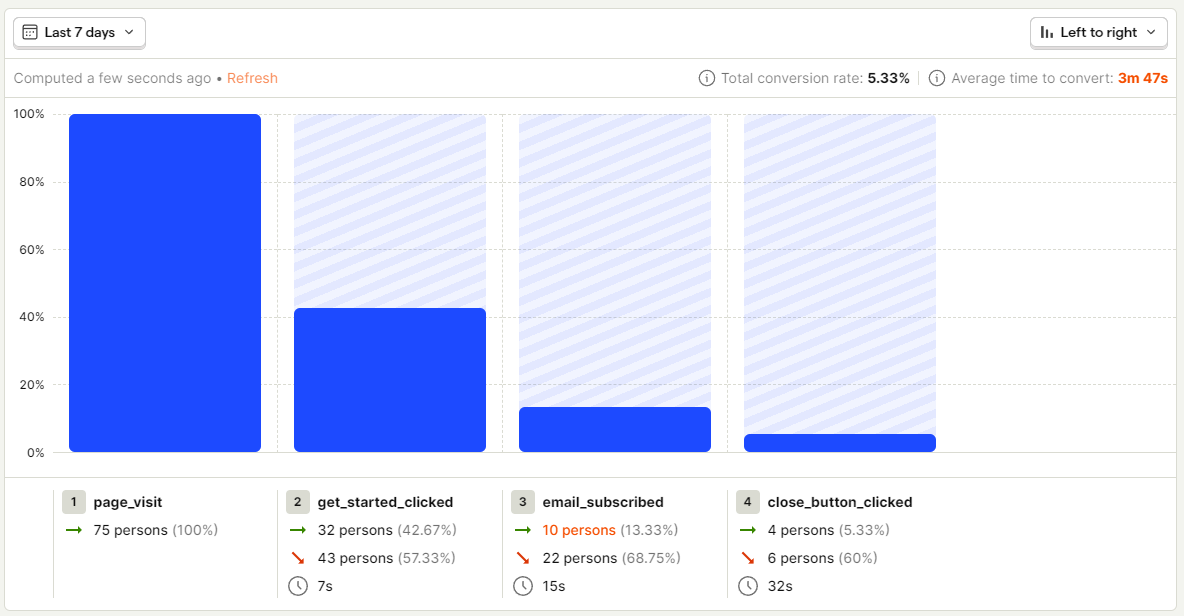 Last 7 days
Left to right
Computed a few seconds ago • Refresh
Total conversion rate: 5.33%
Average time to convert: 3m 47s
100%
80%
60%
40%
20%
0%
1 page_visit
75 persons (100%)
2 get_started_clicked
32 persons (42.67%)
43 persons (57.33%)
7s
3 email_subscribed
10 persons (13.33%)
22 persons (68.75%)
15s
4 close_button_clicked
4 persons (5.33%)
6 persons (60%)
32s